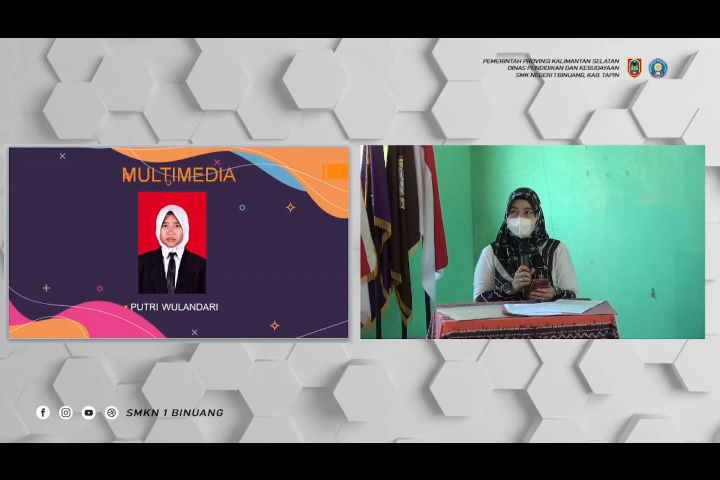 PEMERINTAH PROVINSI KALIMANTAN SELATAN
DINAS PENDIDIKAN DAN KEBUDAYAAN
SMK NEGERI 1 BINUANG, KAB. TAPIN
MULTIMEDIA
PUTRI WULANDARI
SMKN 1 BINUANG